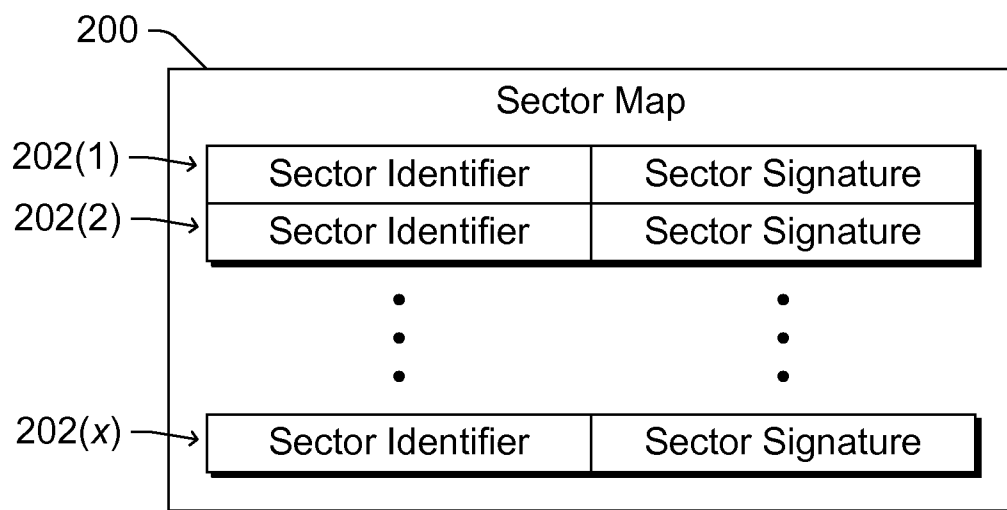 200
Sector Map
202(1) Sector Identifier Sector Signature
202(2) Sector Identifier Sector Signature
202(x) Sector Identifier Sector Signature